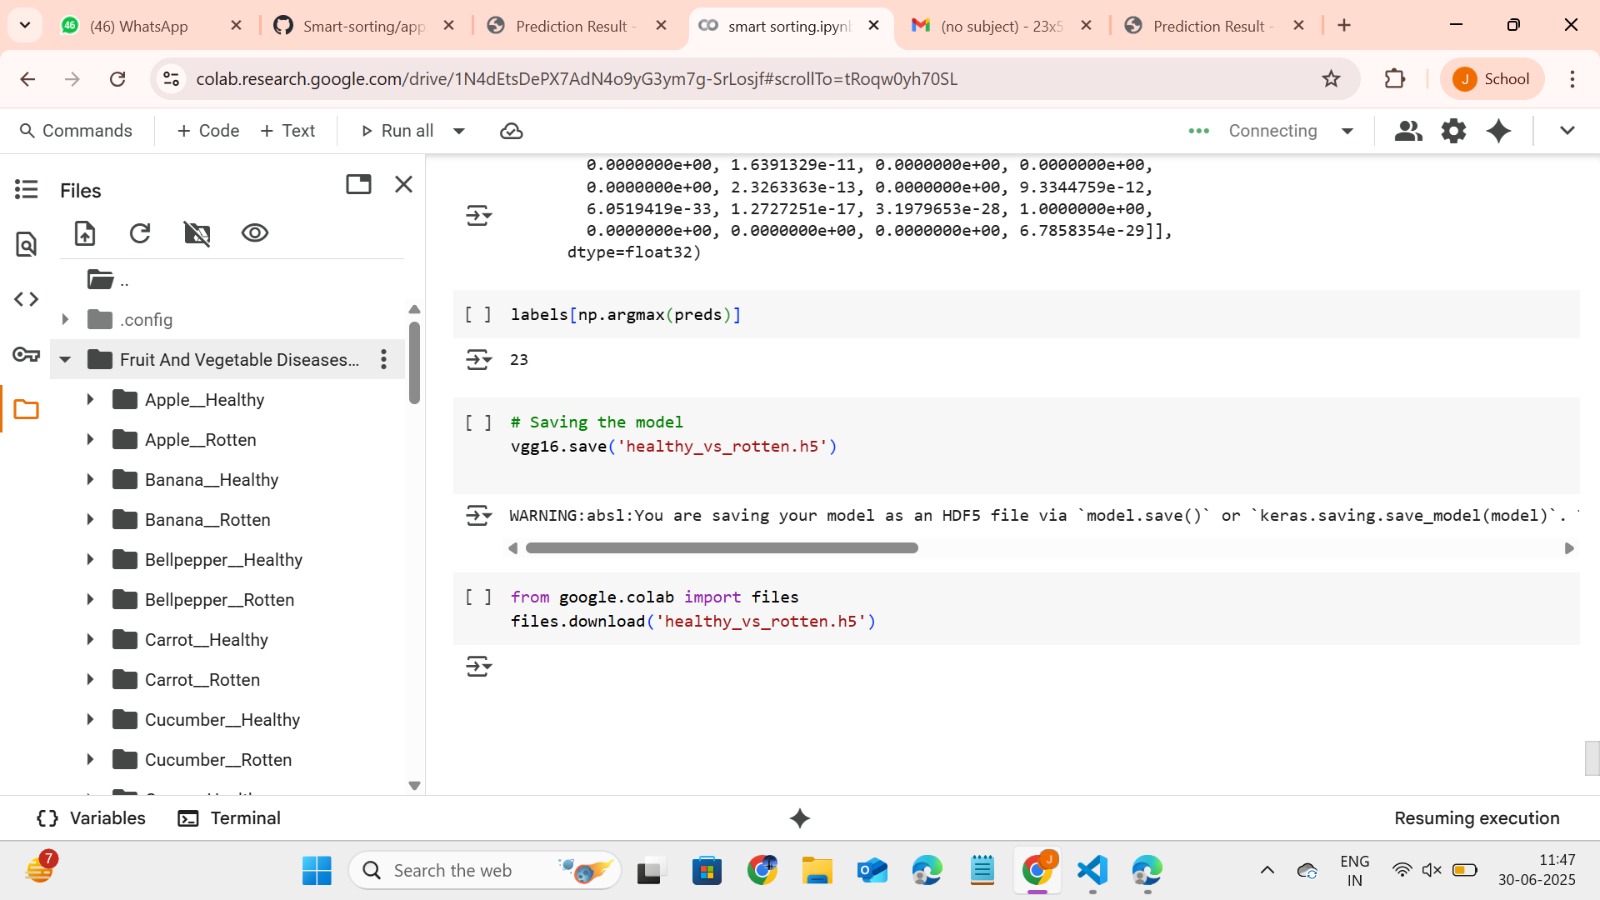 (46) WhatsApp
Smart-sorting/app
Prediction Result -
smart sorting.ipynb
(no subject) - 23x5
Prediction Result -
colab.research.google.com/drive/1N4dEtsDePX7AdN4o9yG3ym7g-SrLosjf#scrollTo=tRoqw0yh70SL
J School
Commands
+ Code + Text
Run all
Connecting
Files
..
.config
Fruit And Vegetable Diseases...
Apple__Healthy
Apple__Rotten
Banana__Healthy
Banana__Rotten
Bellpepper__Healthy
Bellpepper__Rotten
Carrot__Healthy
Carrot__Rotten
Cucumber__Healthy
Cucumber__Rotten
0.0000000e+00, 1.6391329e-11, 0.0000000e+00, 0.0000000e+00,
0.0000000e+00, 2.3263363e-13, 0.0000000e+00, 9.3344759e-12,
6.0519419e-33, 1.2727251e-17, 3.1979653e-28, 1.0000000e+00,
0.0000000e+00, 0.0000000e+00, 0.0000000e+00, 6.7858354e-29]],
dtype=float32)
[ ] labels[np.argmax(preds)]
23
[ ] # Saving the model
vgg16.save('healthy_vs_rotten.h5')
WARNING:absl:You are saving your model as an HDF5 file via `model.save()` or `keras.saving.save_model(model)`.
[ ] from google.colab import files
files.download('healthy_vs_rotten.h5')
{} Variables
Terminal
Resuming execution
7
Search the web
J
ENG
IN
11:47
30-06-2025